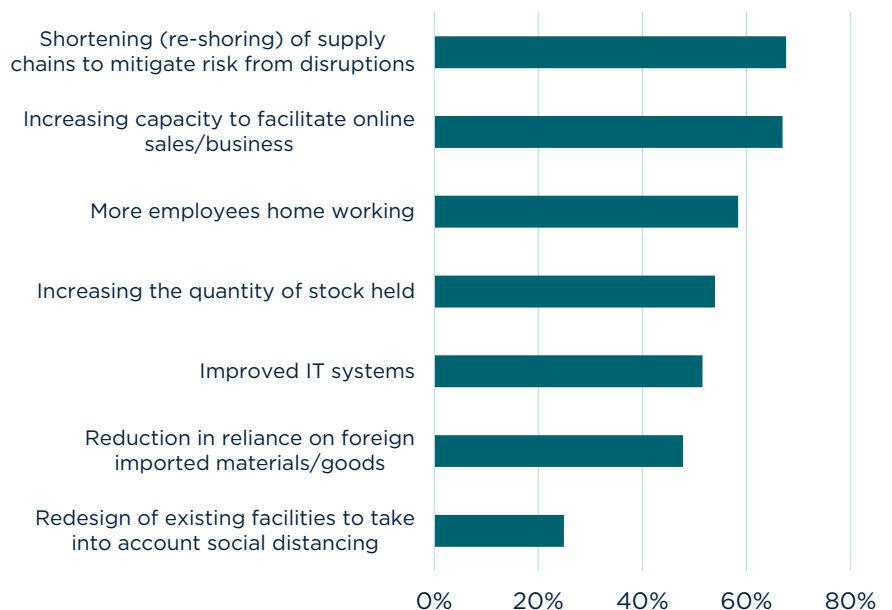 Shortening (re-shoring) of supply
chains to mitigate risk from disruptions
Increasing capacity to facilitate online
sales/business
More employees home working
Increasing the quantity of stock held
Improved IT systems
Reduction in reliance on foreign
imported materials/goods
Redesign of existing facilities to take
into account social distancing
0% 20% 40% 60% 80%